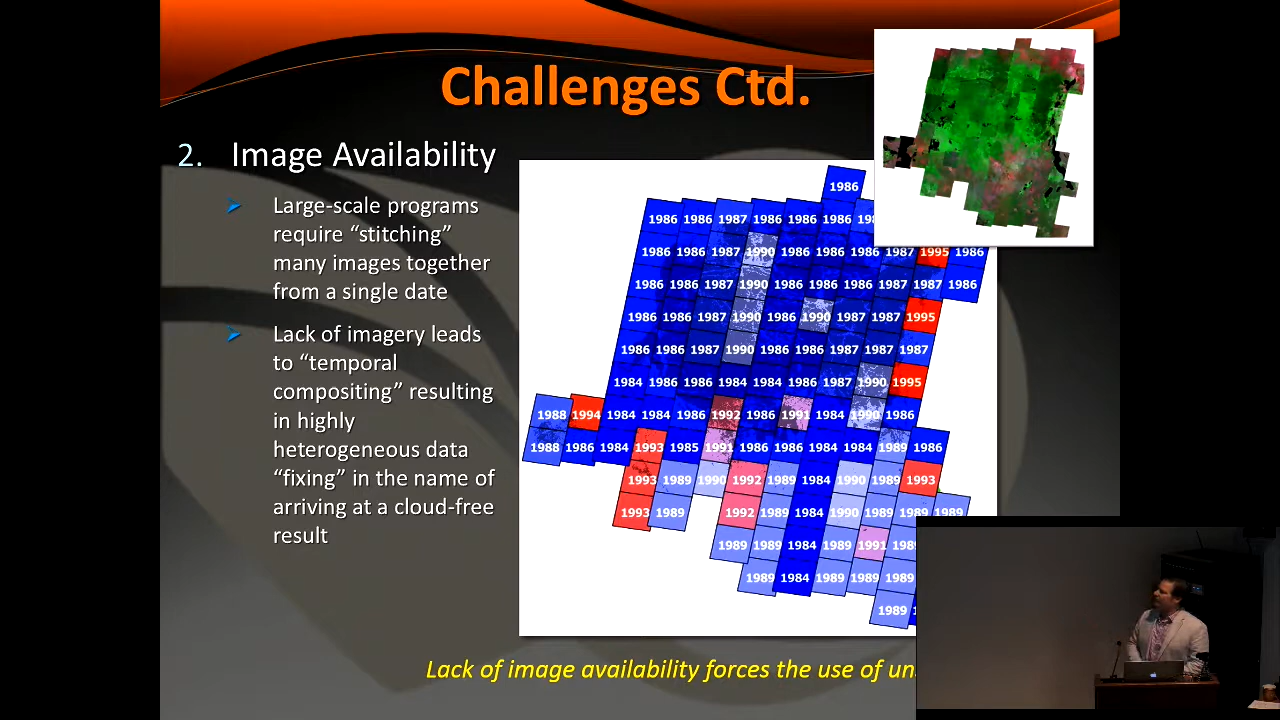 Challenges Ctd.
2. Image Availability
Large-scale programs
require “stitching”
many images together
from a single date
Lack of imagery leads
to “temporal
compositing” resulting
in highly
heterogeneous data
“fixing” in the name of
arriving at a cloud-free
result
1986
1986 1986 1987 1986 1986 1986
1986 1986 1987 1990 1986 1986 1986 1987 1995 1986
1986 1986 1987 1990 1986 1986 1986 1987 1987 1986
1986 1986 1987 1990 1986 1990 1987 1987 1995
1986 1986 1987 1990 1986 1986 1987 1987 1987
1984 1986 1986 1984 1984 1986 1987 1990 1995
1988 1994 1984 1984 1986 1992 1986 1991 1984 1990 1986
1988 1986 1984 1993 1985 1991 1986 1986 1984 1984 1989 1986
1993 1989 1990 1992 1989 1984 1990 1989 1993
1993 1989 1992 1989 1984 1990 1989 1989 1989
1989 1989 1984 1989 1991
1989 1984 1989 1989 1989
1989
Lack of image availability forces the use of